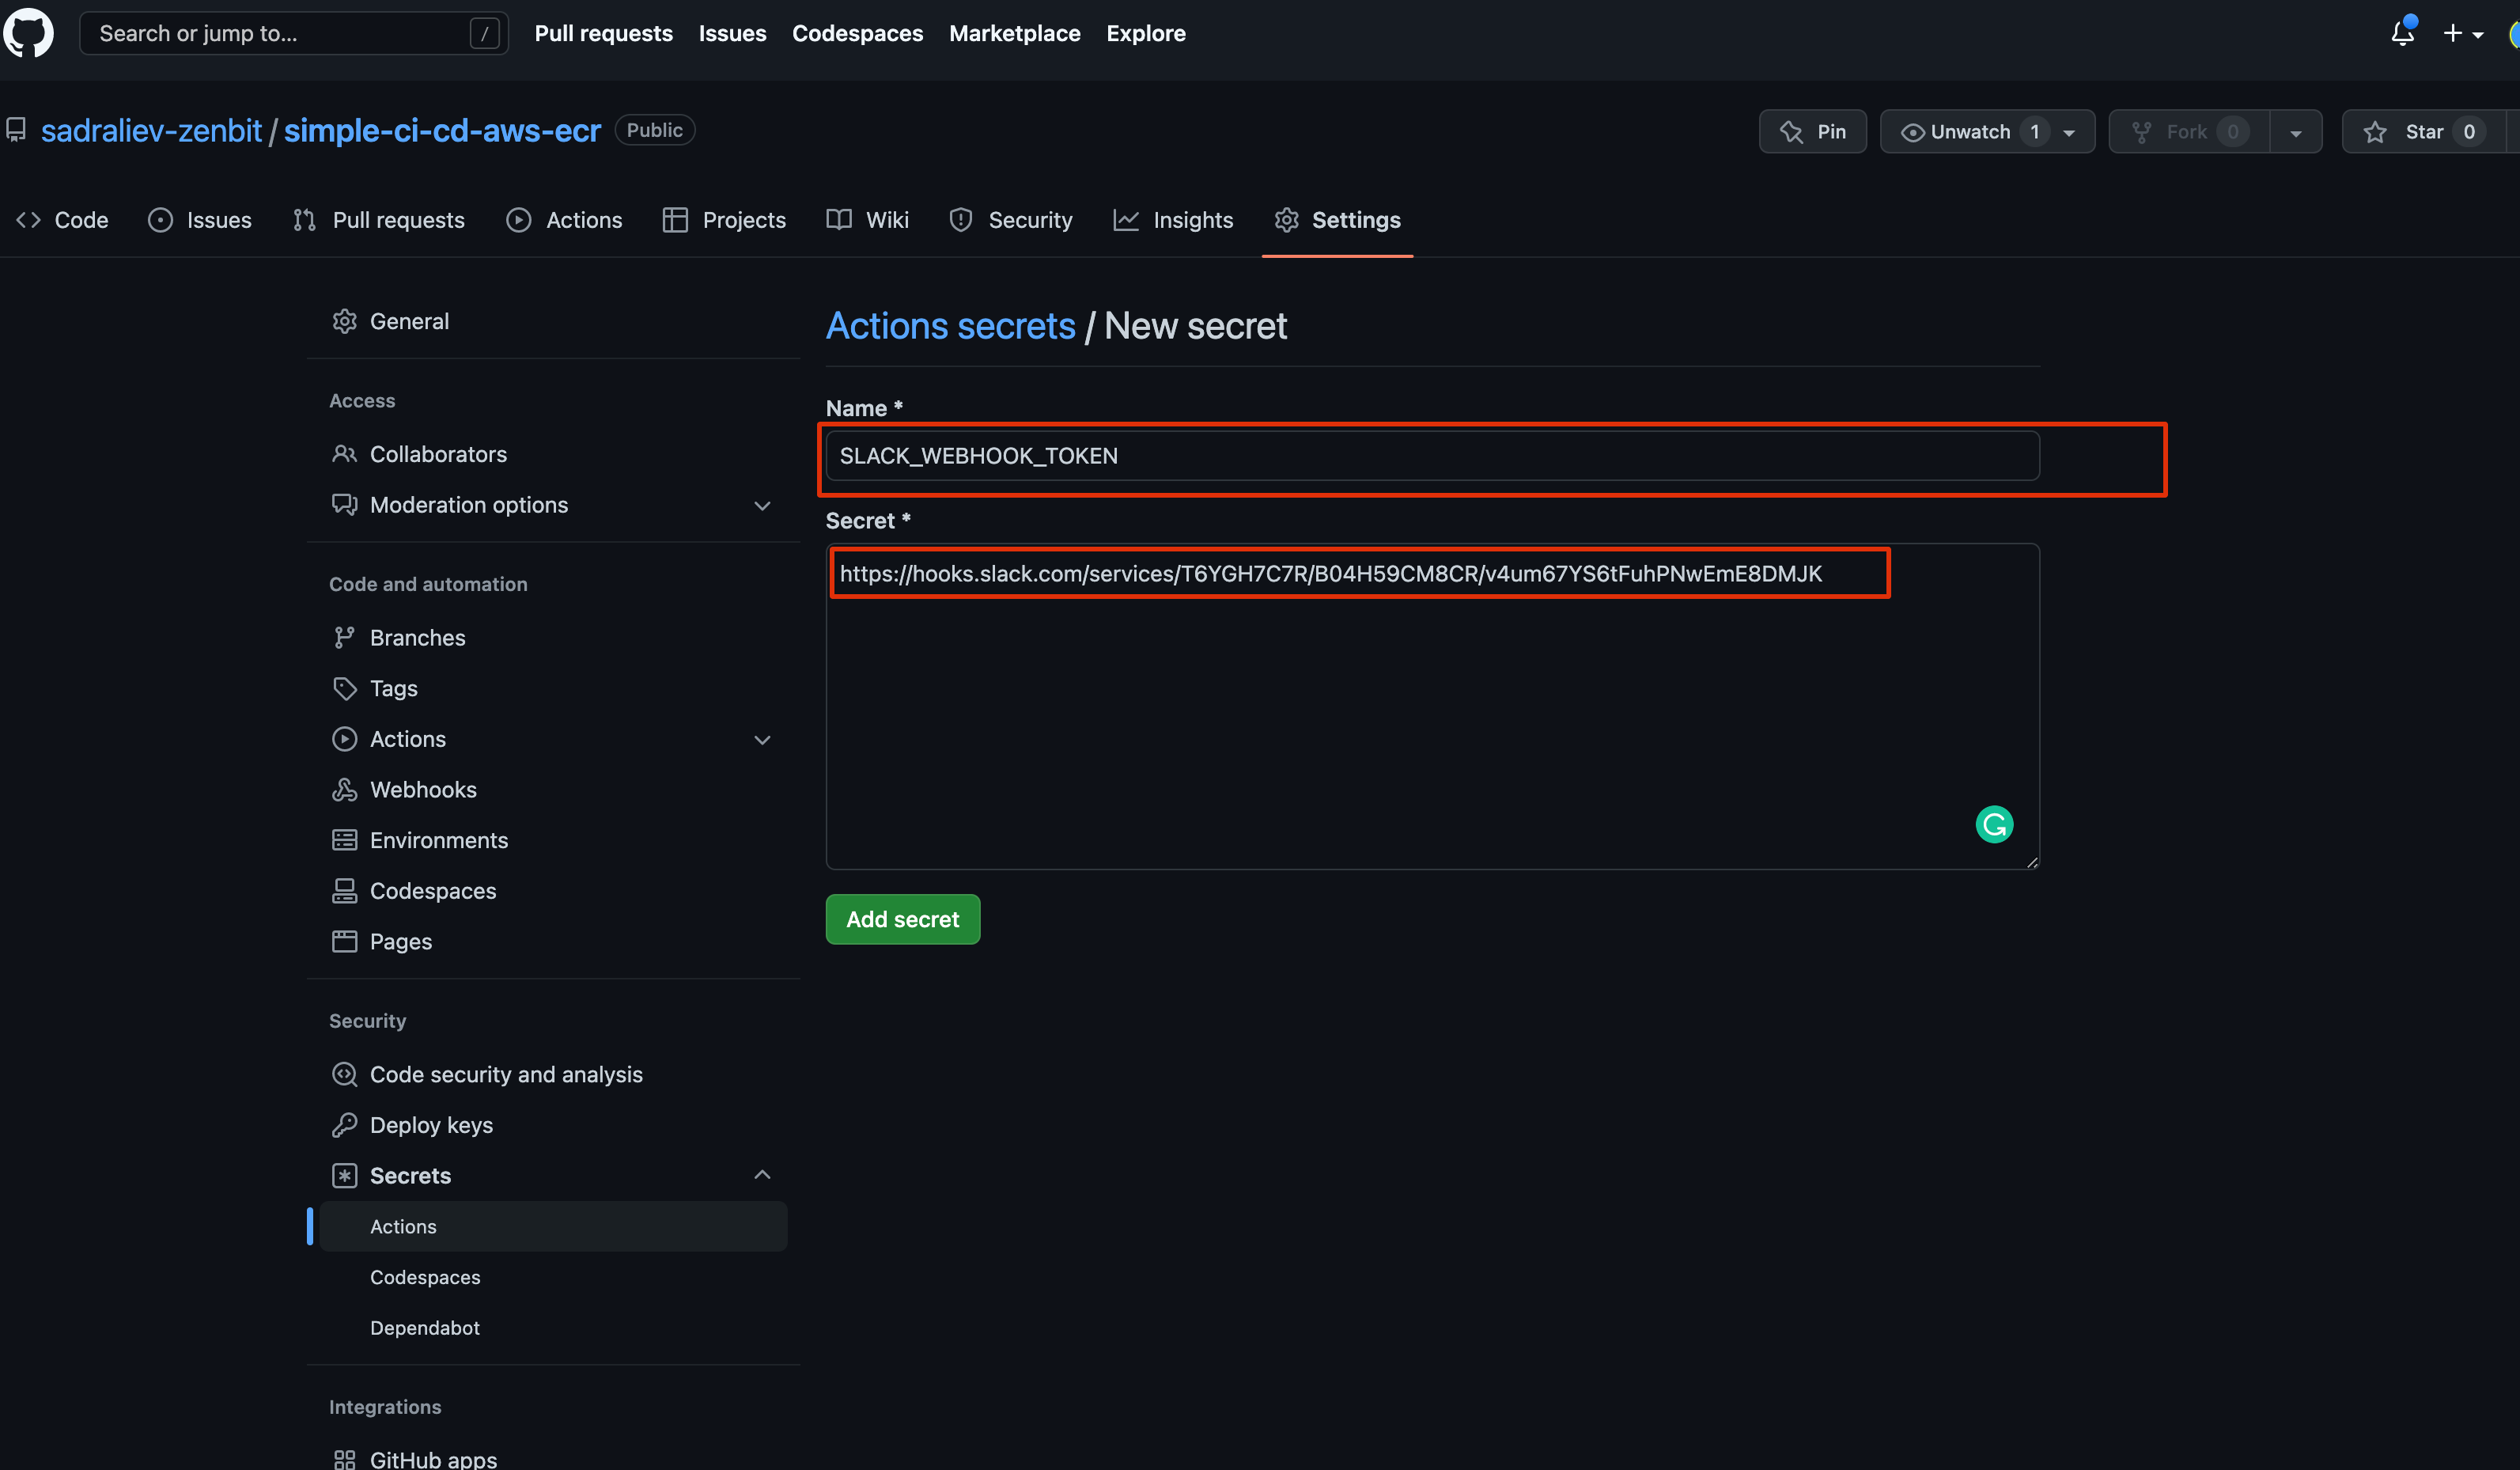 Search or jump to... /
Pull requests Issues Codespaces Marketplace Explore
sadraliev-zenbit / simple-ci-cd-aws-ecr Public
Pin Unwatch 1 Fork 0 Star 0
Code Issues Pull requests Actions Projects Wiki Security Insights Settings
General
Access
Collaborators
Moderation options
Code and automation
Branches
Tags
Actions
Webhooks
Environments
Codespaces
Pages
Security
Code security and analysis
Deploy keys
Secrets
Actions
Codespaces
Dependabot
Integrations
GitHub apps
Actions secrets / New secret
Name *
SLACK_WEBHOOK_TOKEN
Secret *
https://hooks.slack.com/services/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
Add secret